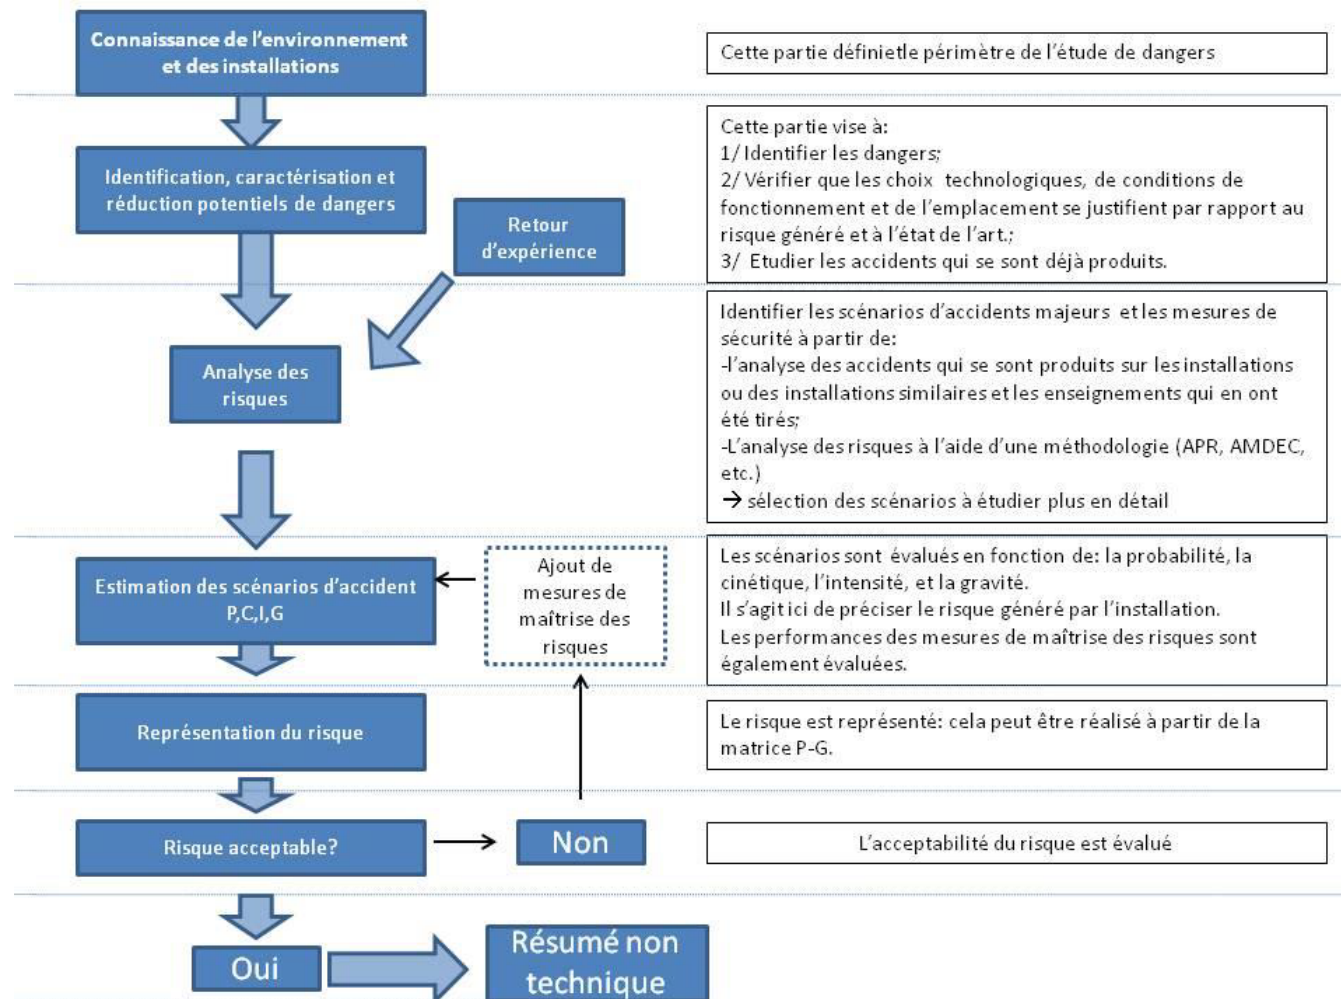 Connaissance de l'environnement
et des installations
Cette partie définietle périmètre de l'étude de dangers
Identification, caractérisation et
réduction potentiels de dangers
Retour
d'expérience
Cette partie vise à:
1/ Identifier les dangers;
2/ Vérifier que les choix technologiques, de conditions de
fonctionnement et de l'emplacement se justifient par rapport au
risque généré et à l'état de l'art.;
3/ Etudier les accidents qui se sont déjà produits.
Analyse des
risques
Identifier les scénarios d'accidents majeurs et les mesures de
sécurité à partir de:
-l'analyse des accidents qui se sont produits sur les installations
ou des installations similaires et les enseignements qui en ont
été tirés;
-L'analyse des risques à l'aide d'une méthodologie (APR, AMDEC,
etc.)
→ sélection des scénarios à étudier plus en détail
Estimation des scénarios d'accident
P,C,I,G
Ajout de
mesures de
maîtrise des
risques
Les scénarios sont évalués en fonction de: la probabilité, la
cinétique, l'intensité, et la gravité.
Il s'agit ici de préciser le risque généré par l'installation.
Les performances des mesures de maîtrise des risques sont
également évaluées.
Représentation du risque
Le risque est représenté: cela peut être réalisé à partir de la
matrice P-G.
Risque acceptable?
Non
L'acceptabilité du risque est évalué
Oui
Résumé non
technique